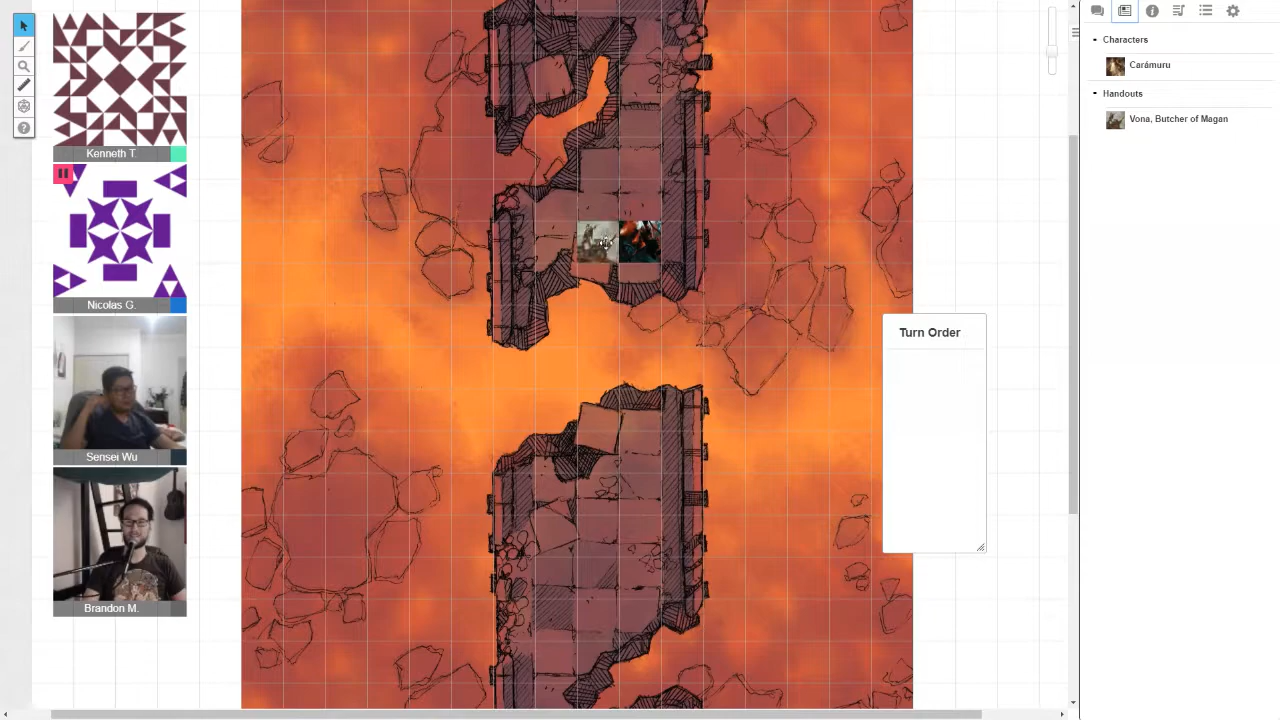 Kenneth T.
Nicolas G.
Sensei Wu
Brandon M.
Turn Order
Characters
Carámuru
Handouts
Vona, Butcher of Magan